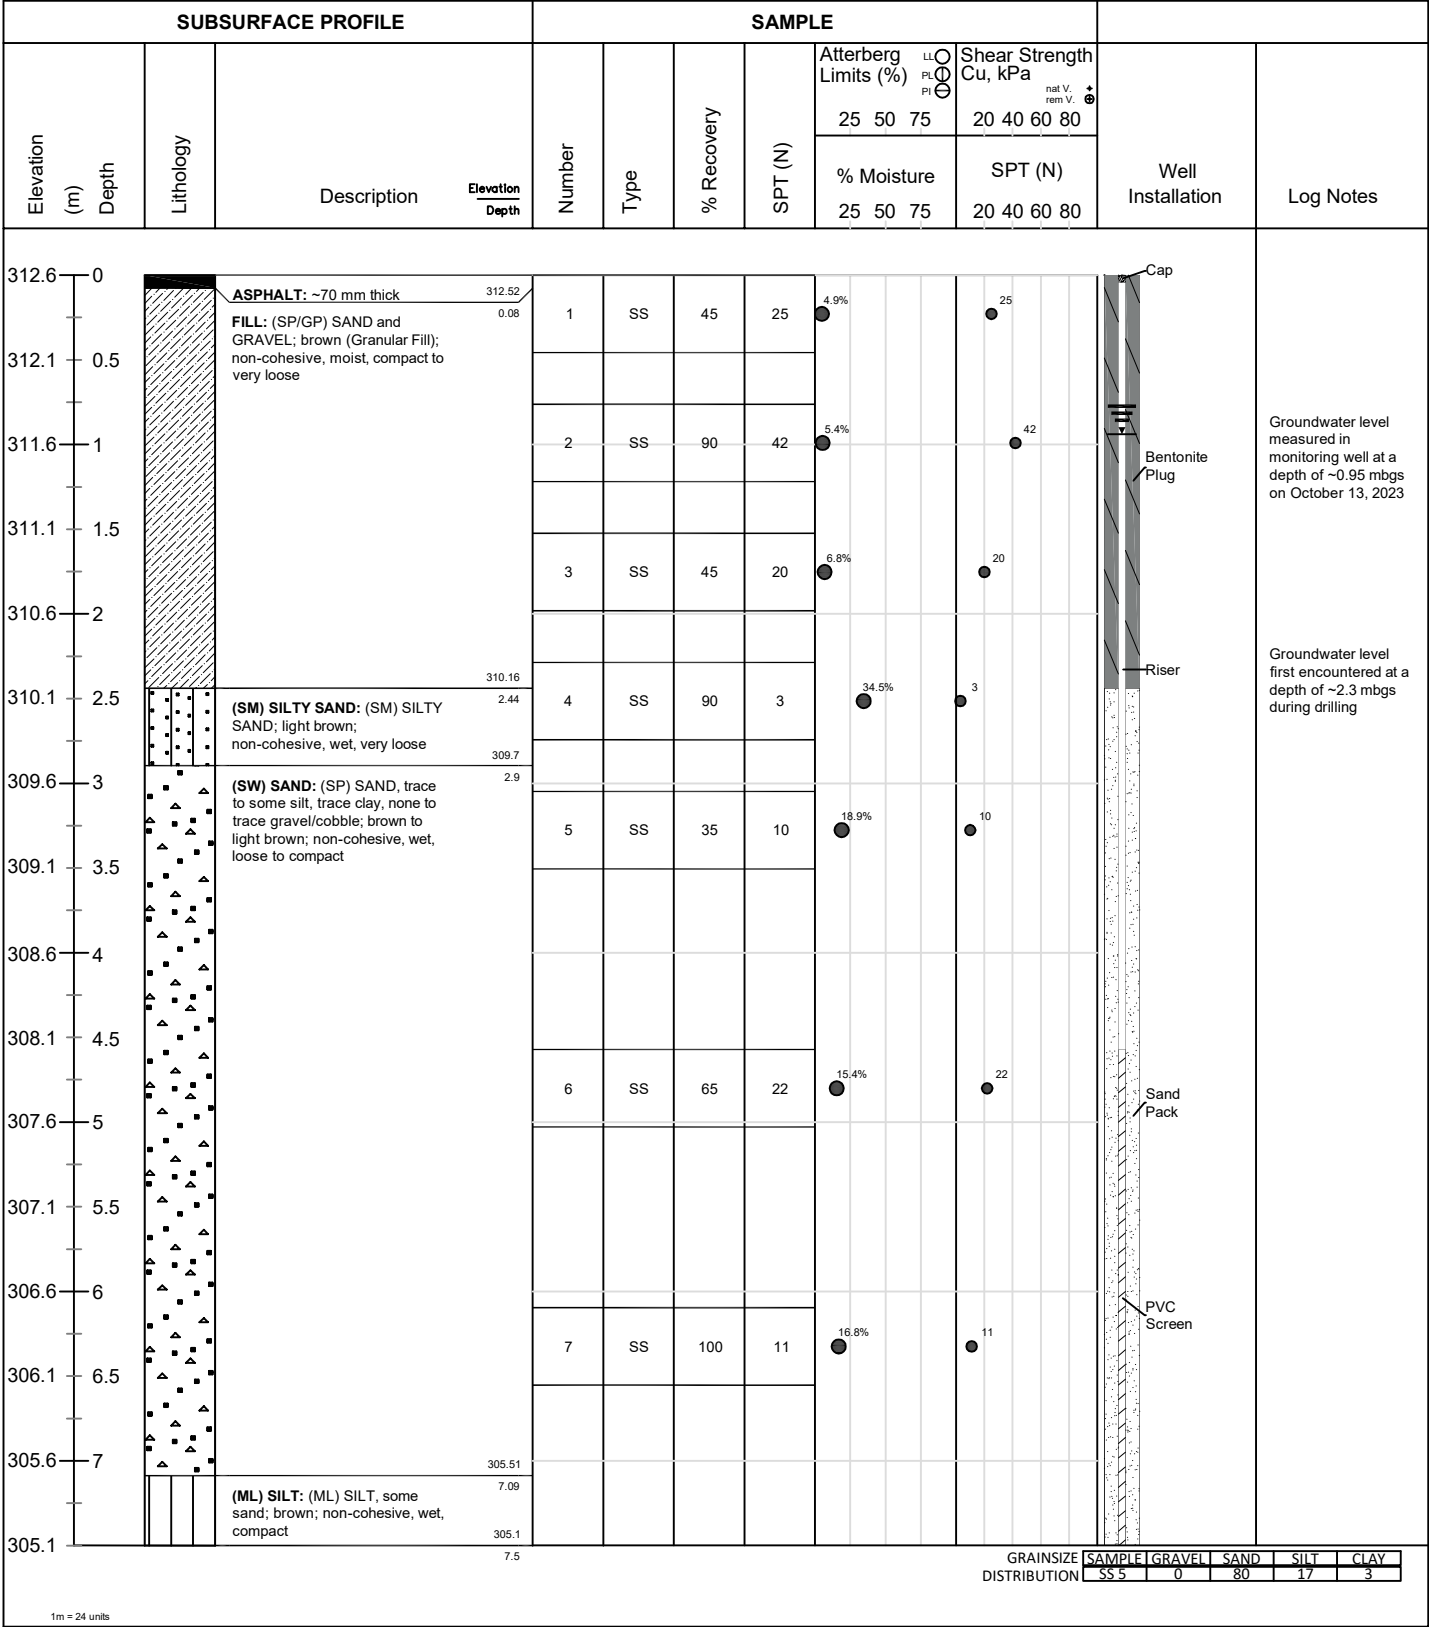 SUBSURFACE PROFILE
SAMPLE
Elevation
(m)
Depth
Lithology
Description
Elevation
Depth
Number
Type
% Recovery
SPT (N)
Atterberg
Limits (%)
LL
PL
PI
25 50 75
% Moisture
25 50 75
Shear Strength
Cu, kPa
nat V.
rem V.
20 40 60 80
SPT (N)
20 40 60 80
Well
Installation
Log Notes
312.6 0
312.1 0.5
311.6 1
311.1 1.5
310.6 2
310.1 2.5
309.6 3
309.1 3.5
308.6 4
308.1 4.5
307.6 5
307.1 5.5
306.6 6
306.1 6.5
305.6 7
305.1
ASPHALT: ~70 mm thick
312.52
0.08
FILL: (SP/GP) SAND and
GRAVEL; brown (Granular Fill);
non-cohesive, moist, compact to
very loose
310.16
2.44
(SM) SILTY SAND: (SM) SILTY
SAND; light brown;
non-cohesive, wet, very loose
309.7
2.9
(SW) SAND: (SP) SAND, trace
to some silt, trace clay, none to
trace gravel/cobble; brown to
light brown; non-cohesive, wet,
loose to compact
305.51
7.09
(ML) SILT: (ML) SILT, some
sand; brown; non-cohesive, wet,
compact
305.1
7.5
1 SS 45 25 4.9% 25
2 SS 90 42 5.4% 42
3 SS 45 20 6.8% 20
4 SS 90 3 34.5% 3
5 SS 35 10 18.9% 10
6 SS 65 22 15.4% 22
7 SS 100 11 16.8% 11
Cap
Bentonite
Plug
Riser
Sand
Pack
PVC
Screen
Groundwater level
measured in
monitoring well at a
depth of ~0.95 mbgs
on October 13, 2023
Groundwater level
first encountered at a
depth of ~2.3 mbgs
during drilling
GRAINSIZE
DISTRIBUTION
SAMPLE GRAVEL SAND SILT CLAY
SS 5 0 80 17 3
1m = 24 units